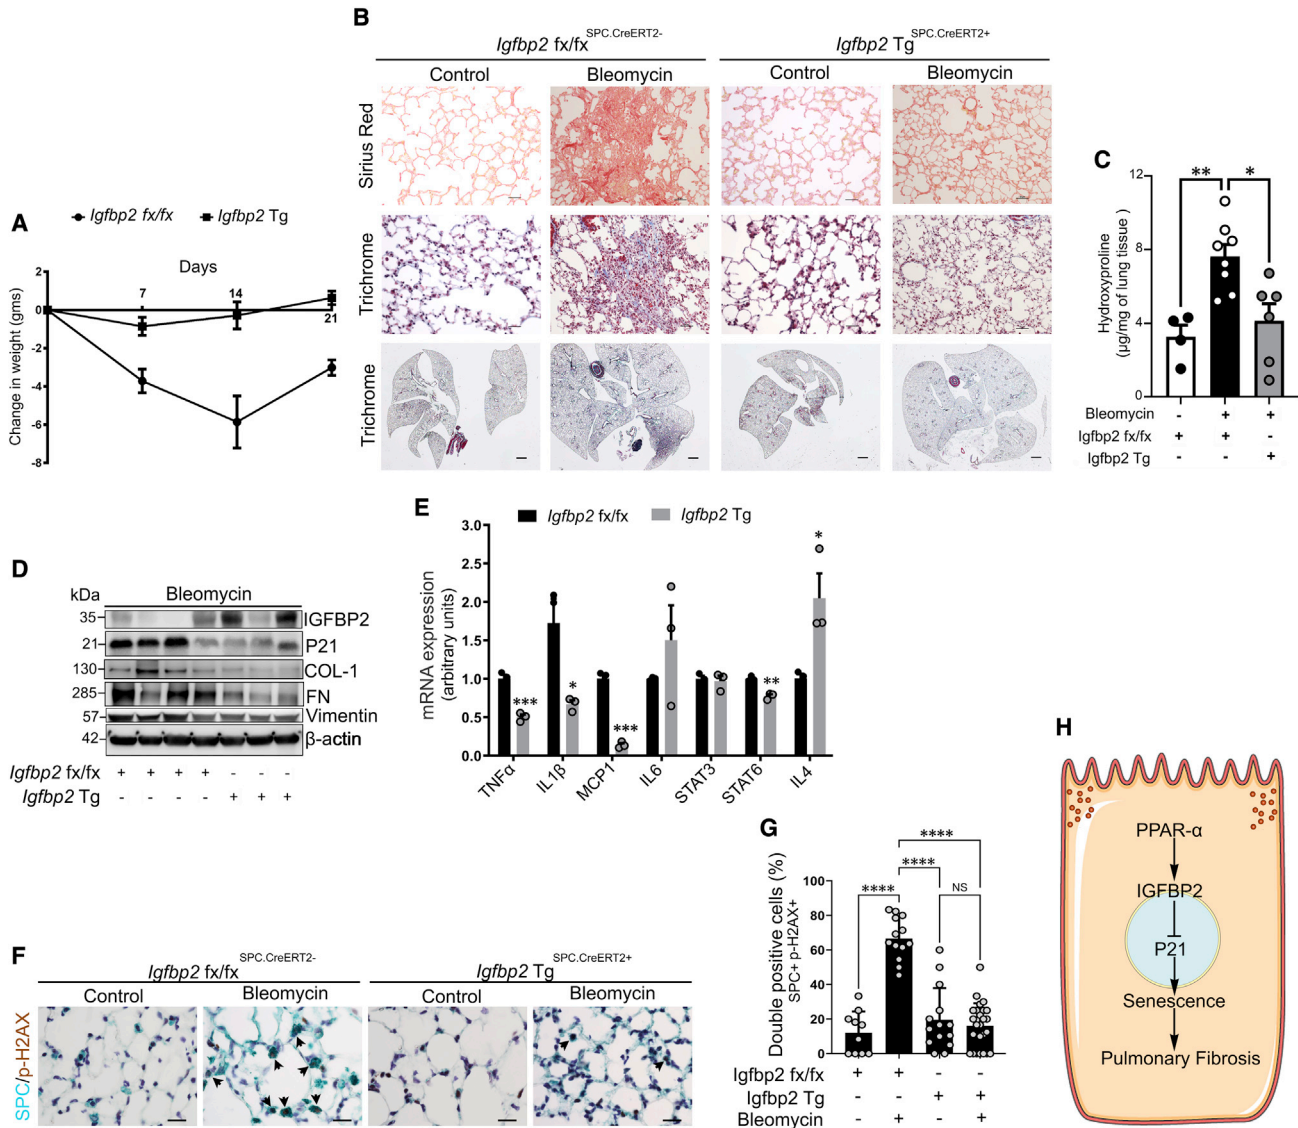 A
Igfbp2 fx/fx
Igfbp2 Tg
Days
7
14
21
2
0
-2
-4
-6
-8
Change in weight (gms)
B
Igfbp2 fx/fx SPC.CreERT2-
Igfbp2 Tg SPC.CreERT2+
Control
Bleomycin
Control
Bleomycin
Sirius Red
Trichrome
Trichrome
C
12
8
4
0
Hydroxyproline
(µg/mg of lung tissue )
** *
Bleomycin - + +
Igfbp2 fx/fx + + -
Igfbp2 Tg - - +
D
kDa
Bleomycin
35 IGFBP2
21 P21
130 COL-1
285 FN
57 Vimentin
42 β-actin
Igfbp2 fx/fx + + + + - - -
Igfbp2 Tg - - - - + + +
E
Igfbp2 fx/fx
Igfbp2 Tg
3.0
2.5
2.0
1.5
1.0
0.5
0.0
mRNA expression
(arbitrary units)
*** * *** ** *
TNFα
IL1β
MCP1
IL6
STAT3
STAT6
IL4
F
Igfbp2 fx/fx SPC.CreERT2-
Igfbp2 Tg SPC.CreERT2+
Control
Bleomycin
Control
Bleomycin
SPC/p-H2AX
G
100
80
60
40
20
0
Double positive cells (%)
SPC+ p-H2AX+
****
****
****
NS
Igfbp2 fx/fx + + - -
Igfbp2 Tg - - + +
Bleomycin - + - +
H
PPAR-α
IGFBP2
P21
Senescence
Pulmonary Fibrosis